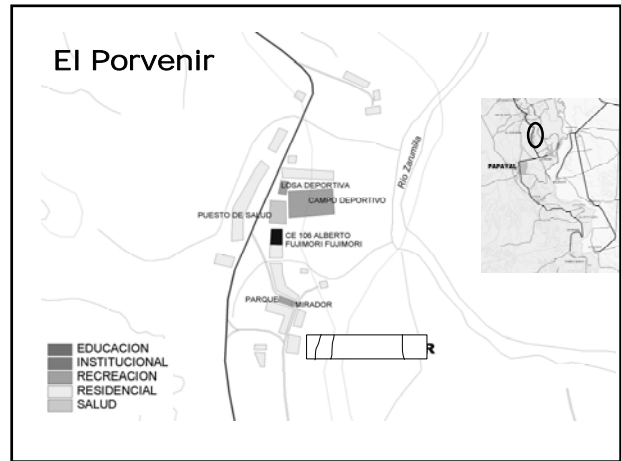 El Porvenir
Río Zarumilla
PAPAYAL
LOSA DEPORTIVA
CAMPO DEPORTIVO
PUESTO DE SALUD
CE 106 ALBERTO
FUJIMORI FUJIMORI
PARQUE
MIRADOR
R
EDUCACION
INSTITUCIONAL
RECREACION
RESIDENCIAL
SALUD